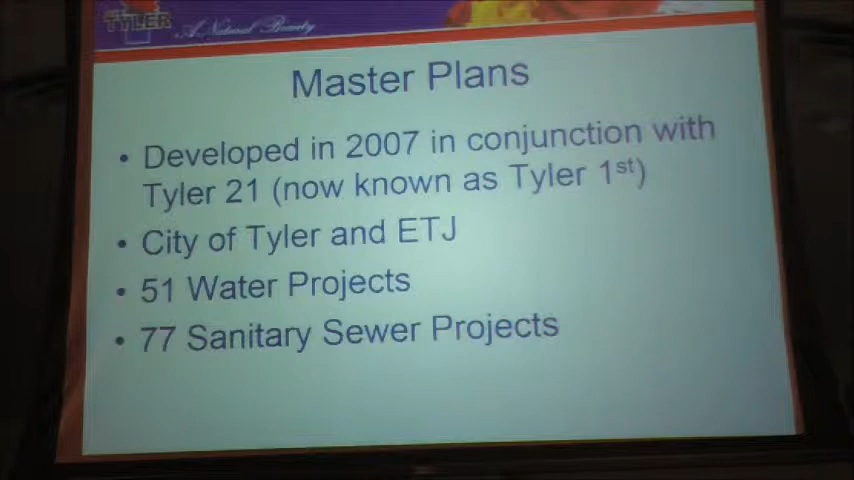 TYLER
A Natural Beauty
Master Plans
• Developed in 2007 in conjunction with
Tyler 21 (now known as Tyler 1st)
• City of Tyler and ETJ
• 51 Water Projects
• 77 Sanitary Sewer Projects